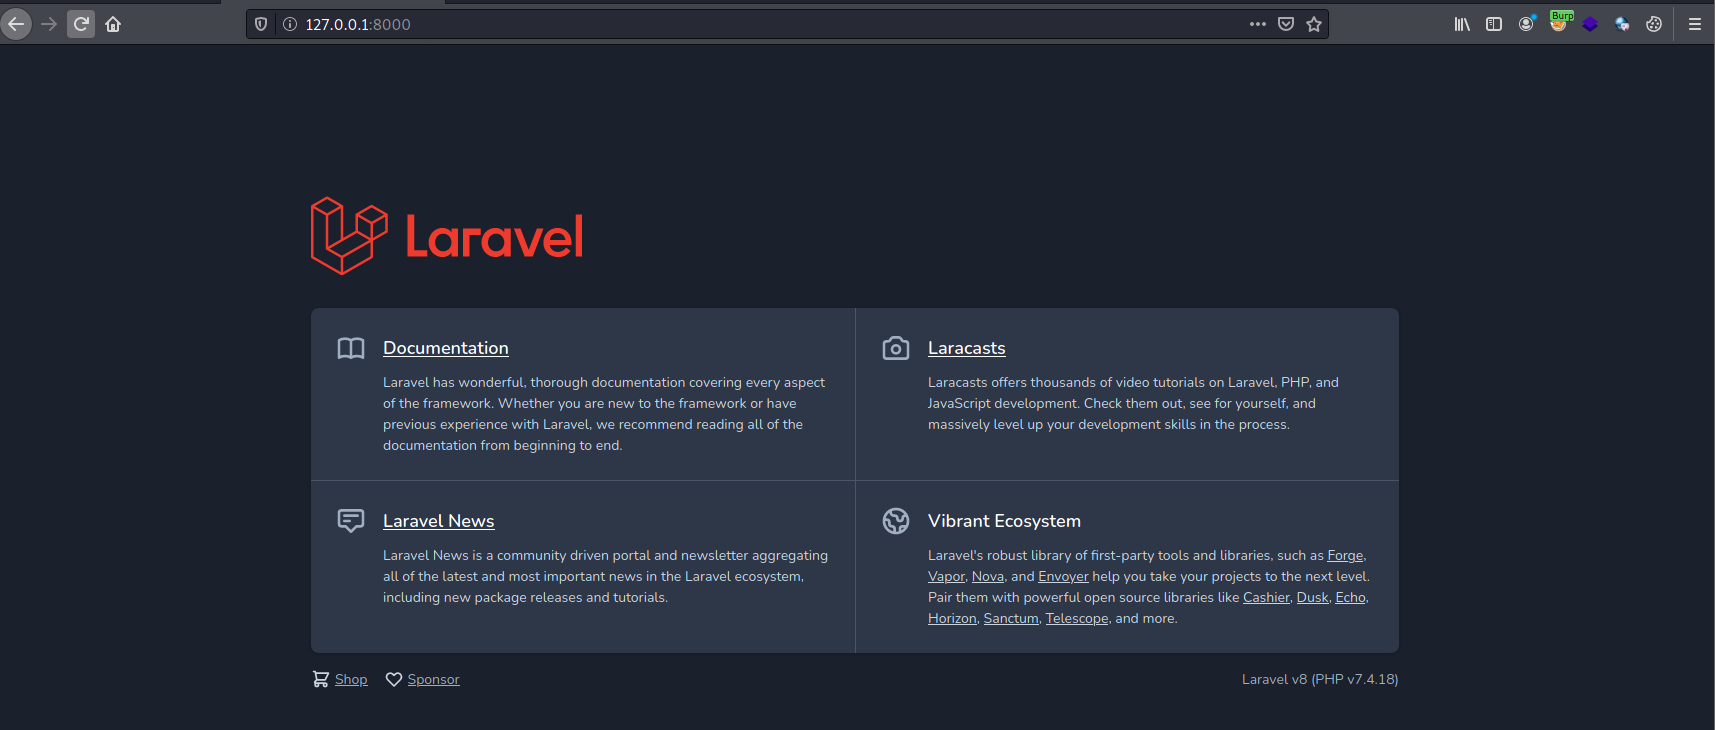 127.0.0.1:8000
Burp
Laravel
Documentation
Laravel has wonderful, thorough documentation covering every aspect
of the framework. Whether you are new to the framework or have
previous experience with Laravel, we recommend reading all of the
documentation from beginning to end.
Laracasts
Laracasts offers thousands of video tutorials on Laravel, PHP, and
JavaScript development. Check them out, see for yourself, and
massively level up your development skills in the process.
Laravel News
Laravel News is a community driven portal and newsletter aggregating
all of the latest and most important news in the Laravel ecosystem,
including new package releases and tutorials.
Vibrant Ecosystem
Laravel's robust library of first-party tools and libraries, such as Forge,
Vapor, Nova, and Envoyer help you take your projects to the next level.
Pair them with powerful open source libraries like Cashier, Dusk, Echo,
Horizon, Sanctum, Telescope, and more.
Shop
Sponsor
Laravel v8 (PHP v7.4.18)